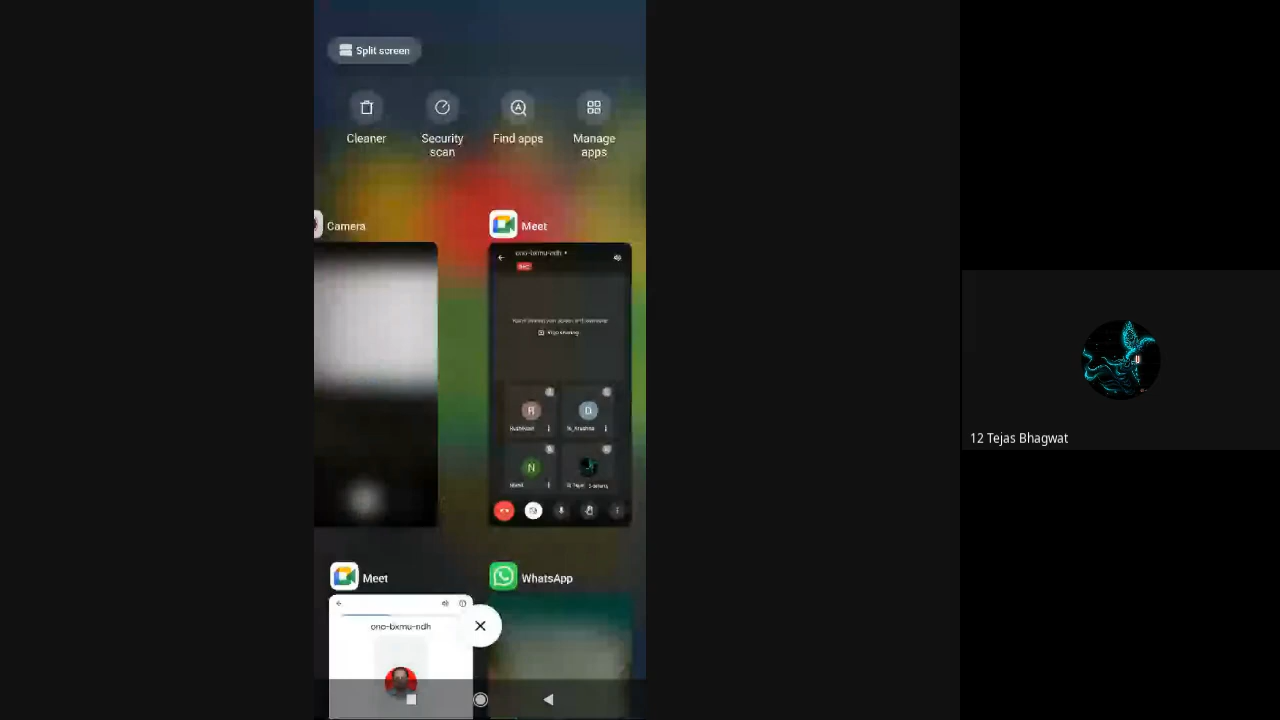 Split screen
Cleaner
Security
scan
Find apps
Manage
apps
Camera
Meet
R
D
N
Meet
WhatsApp
12 Tejas Bhagwat